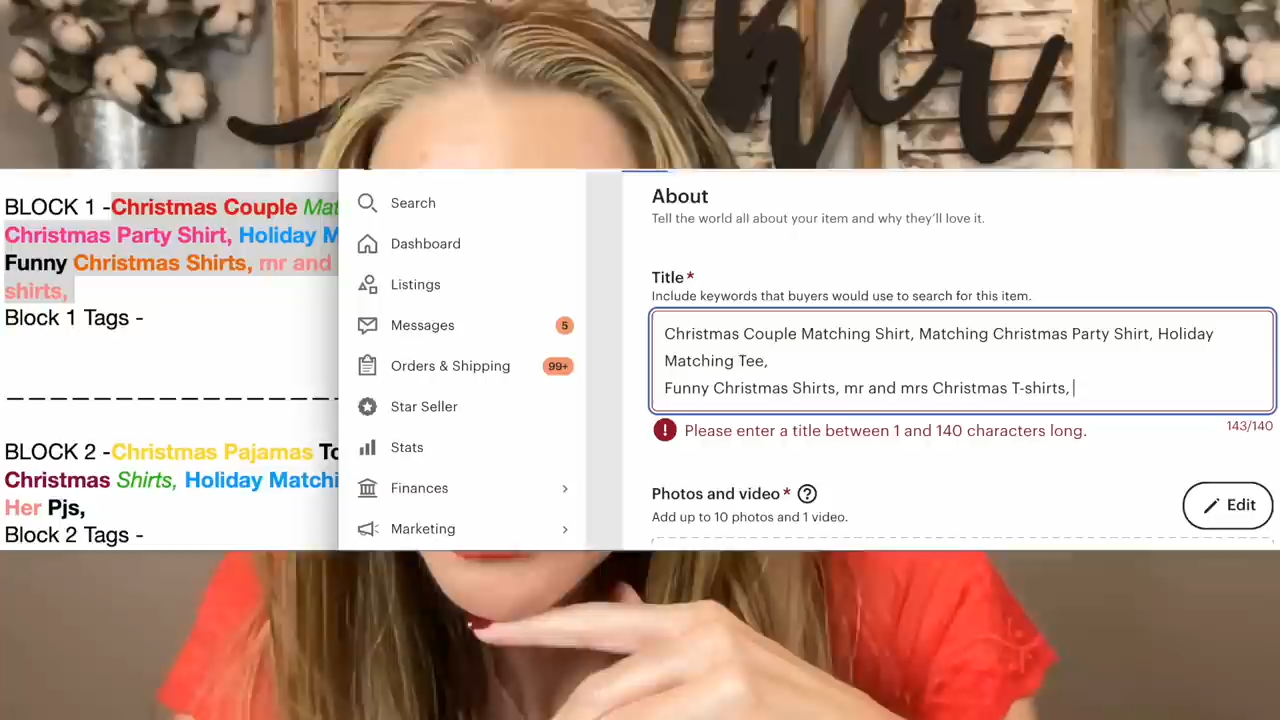 BLOCK 1 -Christmas Couple
Christmas Party Shirt, Holiday M
Funny Christmas Shirts, mr and
shirts,
Block 1 Tags -
BLOCK 2 -Christmas Pajamas
Christmas Shirts, Holiday Matchi
Her Pjs,
Block 2 Tags -
Search
Dashboard
Listings
Messages 5
Orders & Shipping 99+
Star Seller
Stats
Finances
Marketing
About
Tell the world all about your item and why they'll love it.
Title*
Include keywords that buyers would use to search for this item.
Christmas Couple Matching Shirt, Matching Christmas Party Shirt, Holiday
Matching Tee,
Funny Christmas Shirts, mr and mrs Christmas T-shirts,
! Please enter a title between 1 and 140 characters long.
143/140
Photos and video* ?
Add up to 10 photos and 1 video.
Edit